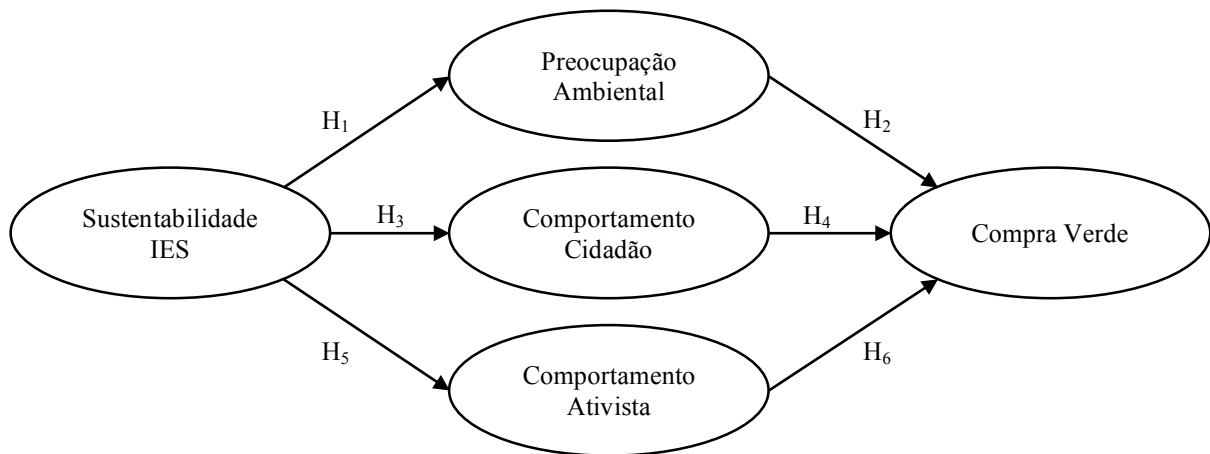 Preocupação
Ambiental
H₁
H₂
Sustentabilidade
IES
H₃
Comportamento
Cidadão
H₄
Compra Verde
H₅
H₆
Comportamento
Ativista